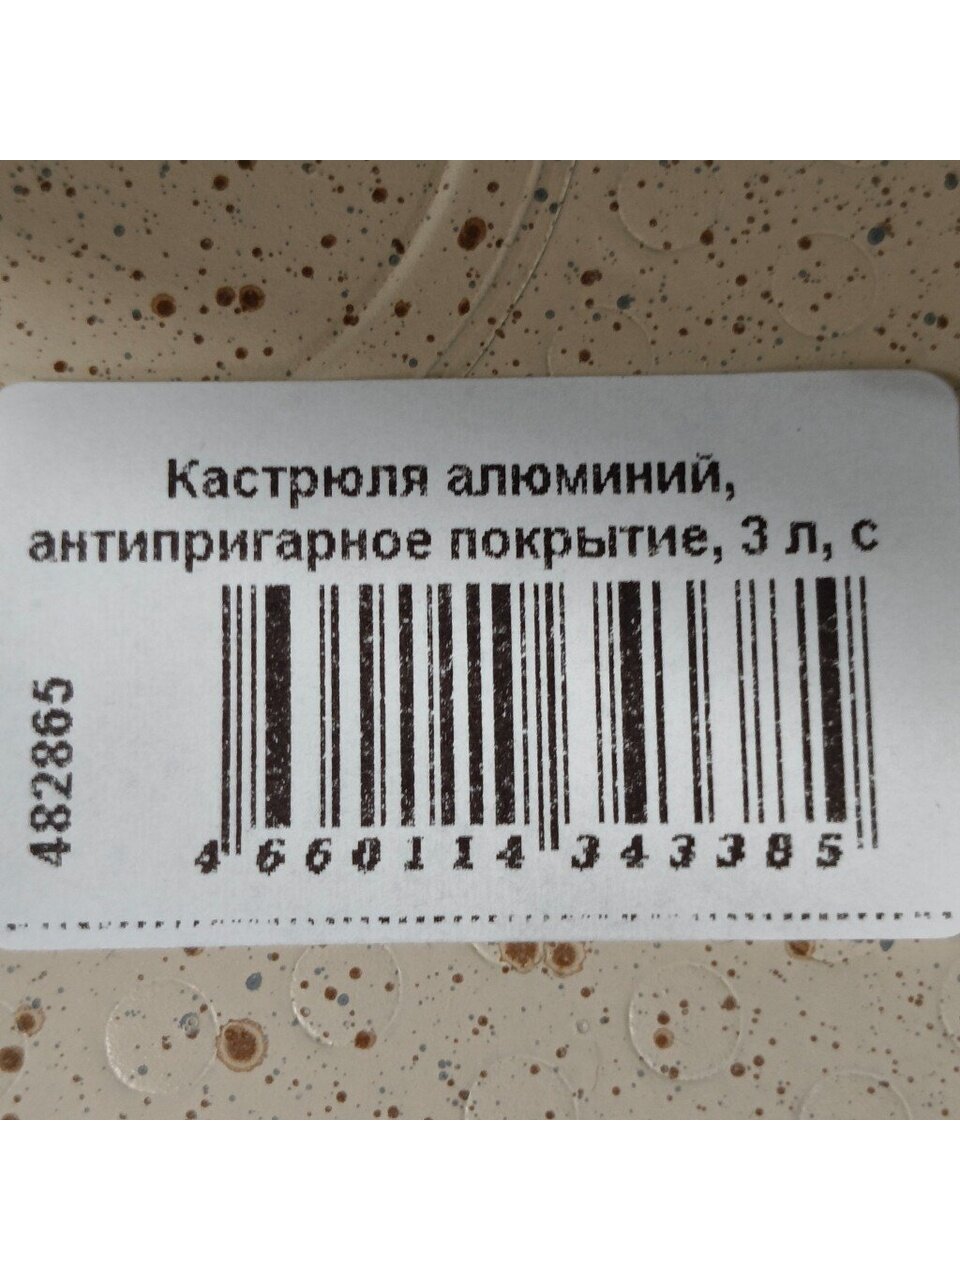 Кастрюля алюминий,
антипригарное покрытие, 3 л, с
482865
4 660114 343385